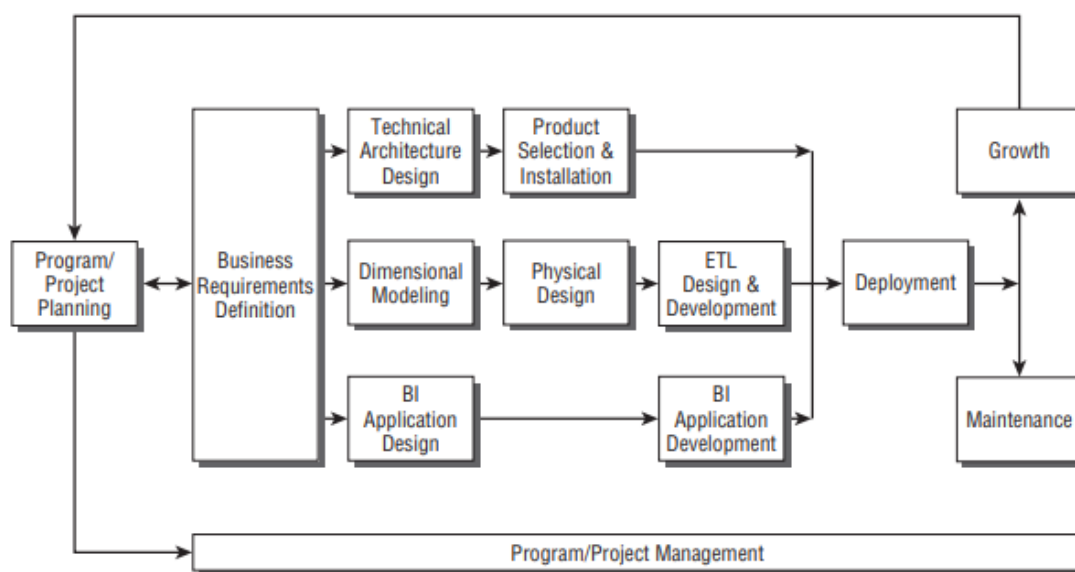 Program/
Project
Planning
Business
Requirements
Definition
Technical
Architecture
Design
Product
Selection &
Installation
Dimensional
Modeling
Physical
Design
ETL
Design &
Development
BI
Application
Design
BI
Application
Development
Deployment
Growth
Maintenance
Program/Project Management